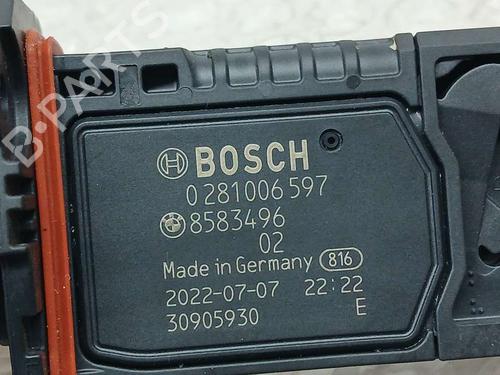 BOSCH
0 281 006 597
8583496
02
Made in Germany 816
2022-07-07 22:22
30905930 E
B-PARTS